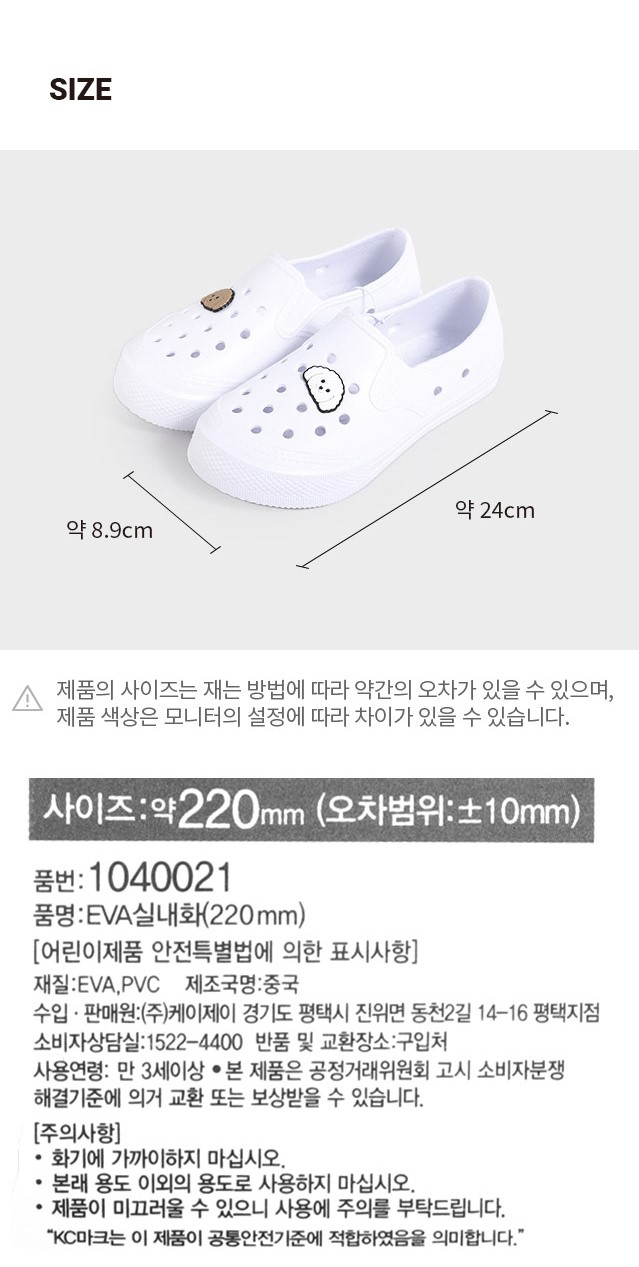 SIZE
약 8.9cm
약 24cm
제품의 사이즈는 재는 방법에 따라 약간의 오차가 있을 수 있으며,
제품 색상은 모니터의 설정에 따라 차이가 있을 수 있습니다.
사이즈:약220mm (오차범위:±10mm)
품번:1040021
품명:EVA실내화(220mm)
[어린이제품 안전특별법에 의한 표시사항]
재질:EVA,PVC 제조국명:중국
수입·판매원:(주)케이제이 경기도 평택시 진위면 동천2길 14-16 평택지점
소비자상담실:1522-4400 반품 및 교환장소:구입처
사용연령: 만 3세이상 •본 제품은 공정거래위원회 고시 소비자분쟁
해결기준에 의거 교환 또는 보상받을 수 있습니다.
[주의사항]
• 화기에 가까이하지 마십시오.
• 본래 용도 이외의 용도로 사용하지 마십시오.
• 제품이 미끄러울 수 있으니 사용에 주의를 부탁드립니다.
“KC마크는 이 제품이 공통안전기준에 적합하였음을 의미합니다.”